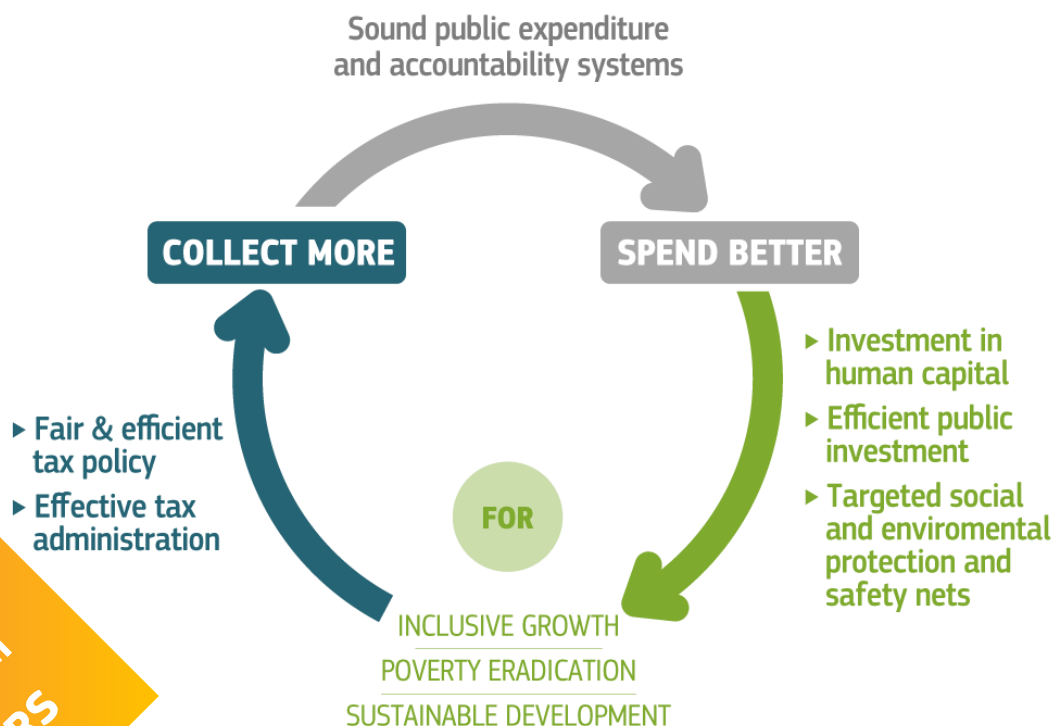 Sound public expenditure
and accountability systems
COLLECT MORE
SPEND BETTER
▸ Investment in
human capital
▸ Efficient public
investment
▸ Targeted social
and enviromental
protection and
safety nets
▸ Fair & efficient
tax policy
▸ Effective tax
administration
FOR
INCLUSIVE GROWTH
POVERTY ERADICATION
SUSTAINABLE DEVELOPMENT